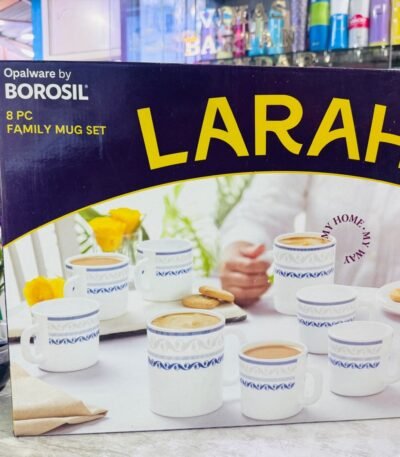 Opalware by
BOROSIL®
8 PC
FAMILY MUG SET
LARAH
MY HOME · MY WAY